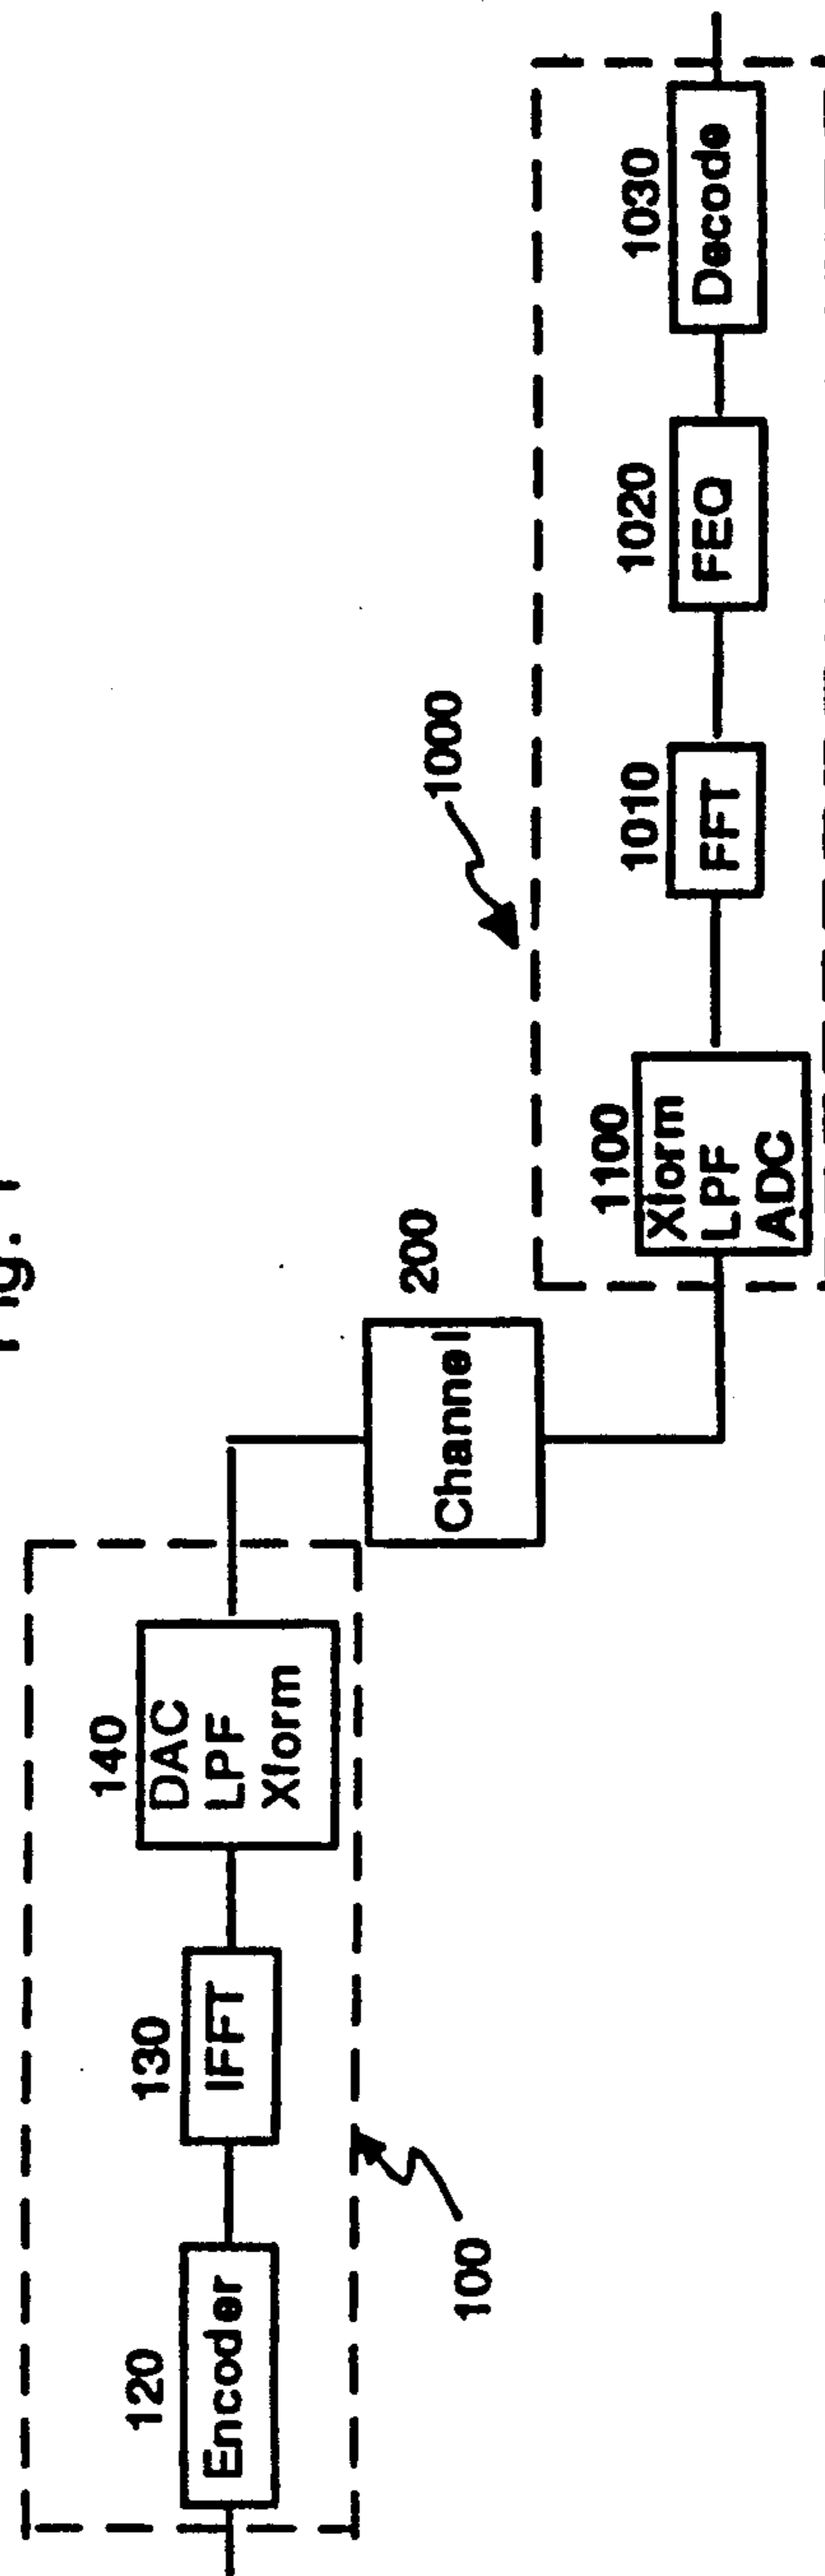 Fig. 1
120
Encoder
130
IFFT
140
DAC
LPF
Xform
100
Channel
200
1000
1100
Xform
LPF
ADC
1010
FFT
1020
FEQ
1030
Decode